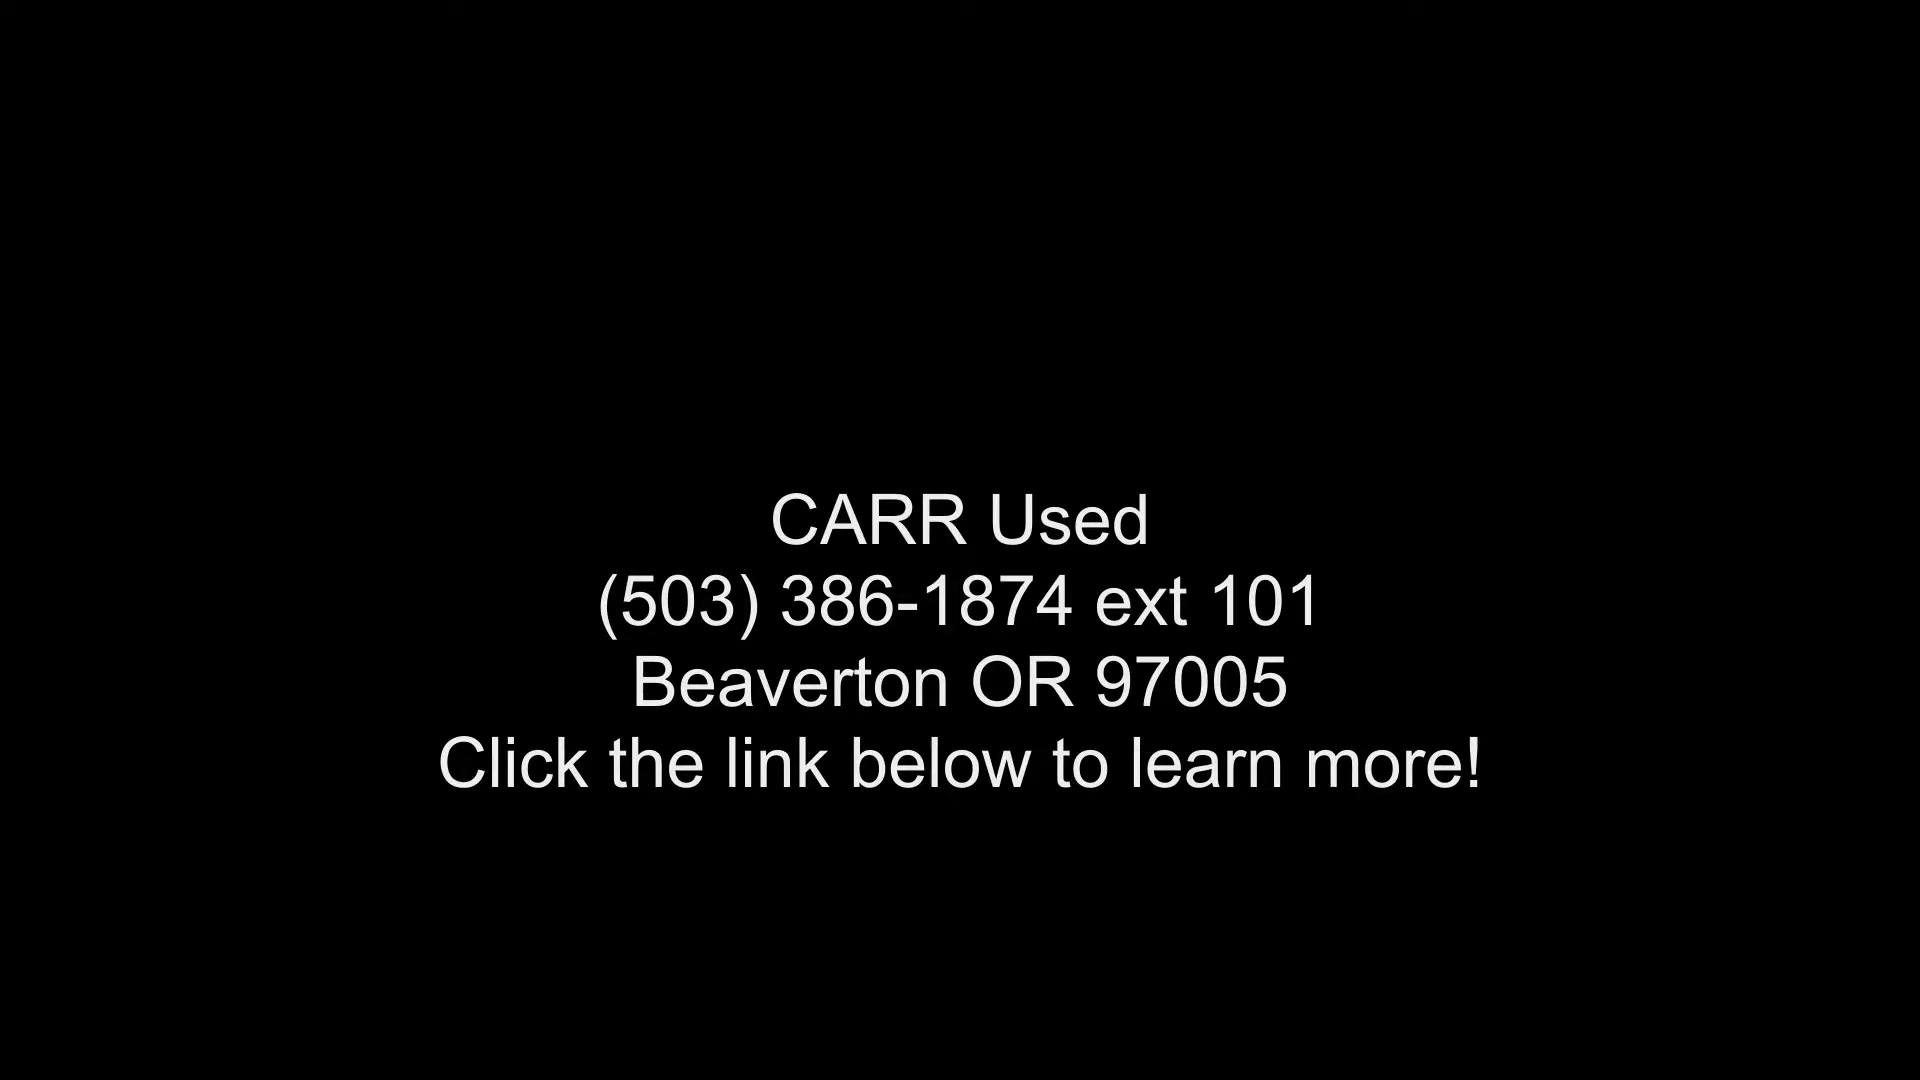 CARR Used
(503) 386-1874 ext 101
Beaverton OR 97005
Click the link below to learn more!